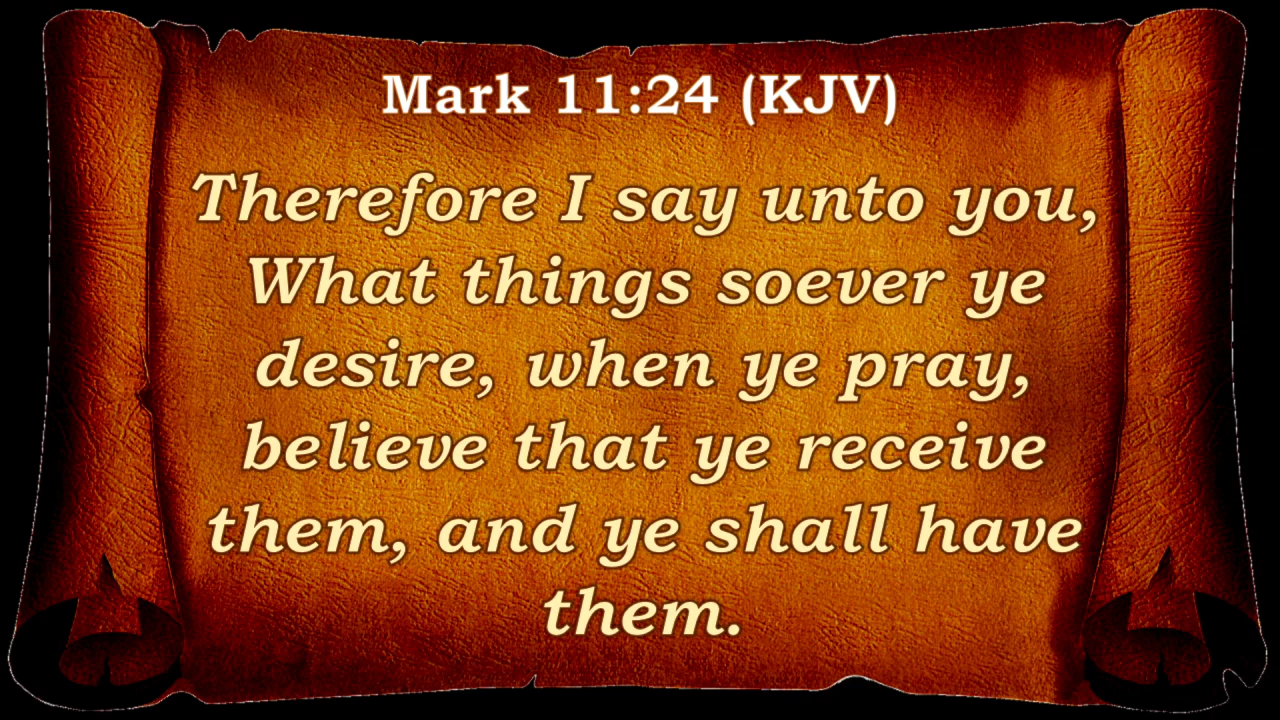 Mark 11:24 (KJV)
Therefore I say unto you,
What things soever ye
desire, when ye pray,
believe that ye receive
them, and ye shall have
them.